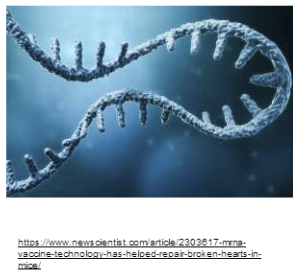 https://www.newscientist.com/article/2303617-mrna-
vaccine-technology-has-helped-repair-broken-hearts-in-
mice/